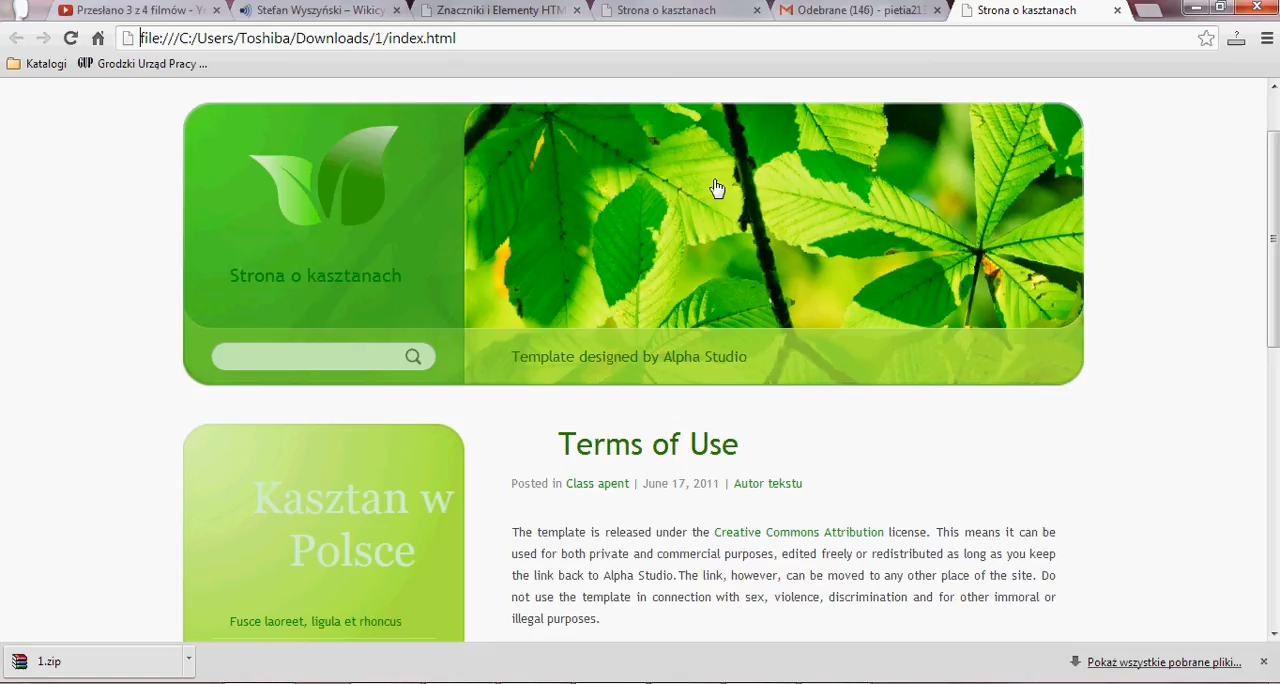 Przesłano 3 z 4 filmów - Y
Stefan Wyszyński – Wikicy
Znaczniki i Elementy HTM
Strona o kasztanach
Odebrane (146) - pietia21
Strona o kasztanach
file:///C:/Users/Toshiba/Downloads/1/index.html
Katalogi
GUP Grodzki Urząd Pracy ...
Strona o kasztanach
Template designed by Alpha Studio
Terms of Use
Posted in Class apent | June 17, 2011 | Autor tekstu
Kasztan w
Polsce
Fusce laoreet, ligula et rhoncus
The template is released under the Creative Commons Attribution license. This means it can be
used for both private and commercial purposes, edited freely or redistributed as long as you keep
the link back to Alpha Studio.The link, however, can be moved to any other place of the site. Do
not use the template in connection with sex, violence, discrimination and for other immoral or
illegal purposes.
1.zip
Pokaż wszystkie pobrane pliki...